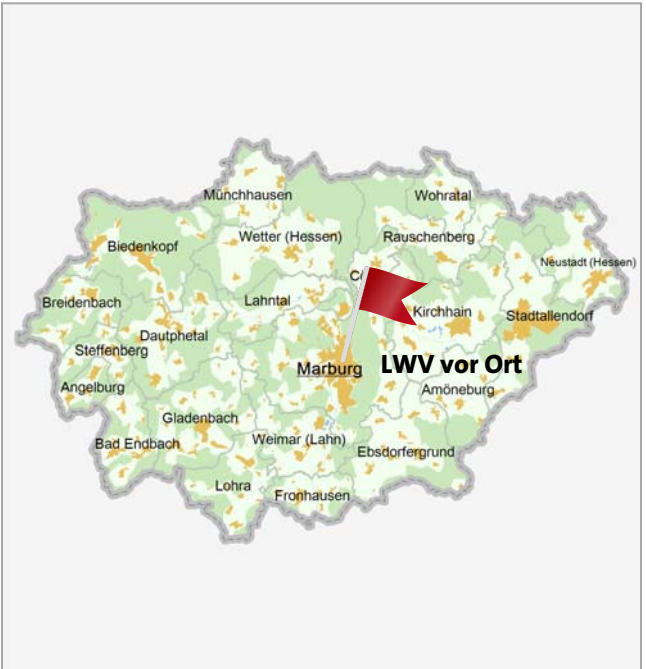 Münchhausen
Wohratal
Wetter (Hessen)
Rauschenberg
Biedenkopf
Neustadt (Hessen)
Breidenbach
Lahntal
Kirchhain
Stadtallendorf
Dautphetal
Steffenberg
Marburg
LWV vor Ort
Angelburg
Amöneburg
Gladenbach
Bad Endbach
Weimar (Lahn)
Ebsdorfergrund
Lohra
Fronhausen